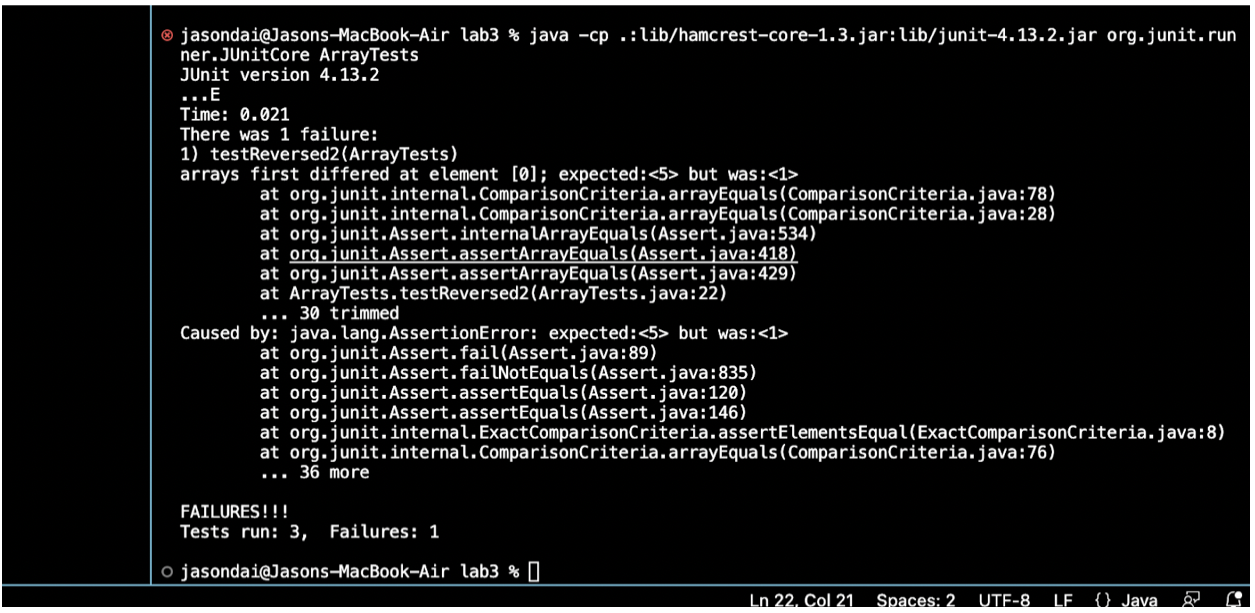 jasondai@Jasons-MacBook-Air lab3 % java -cp .:lib/hamcrest-core-1.3.jar:lib/junit-4.13.2.jar org.junit.run
ner.JUnitCore ArrayTests
JUnit version 4.13.2
...E
Time: 0.021
There was 1 failure:
1) testReversed2(ArrayTests)
arrays first differed at element [0]; expected:<5> but was:<1>
        at org.junit.internal.ComparisonCriteria.arrayEquals(ComparisonCriteria.java:78)
        at org.junit.internal.ComparisonCriteria.arrayEquals(ComparisonCriteria.java:28)
        at org.junit.Assert.internalArrayEquals(Assert.java:534)
        at org.junit.Assert.assertArrayEquals(Assert.java:418)
        at org.junit.Assert.assertArrayEquals(Assert.java:429)
        at ArrayTests.testReversed2(ArrayTests.java:22)
        ... 30 trimmed
Caused by: java.lang.AssertionError: expected:<5> but was:<1>
        at org.junit.Assert.fail(Assert.java:89)
        at org.junit.Assert.failNotEquals(Assert.java:835)
        at org.junit.Assert.assertEquals(Assert.java:120)
        at org.junit.Assert.assertEquals(Assert.java:146)
        at org.junit.internal.ExactComparisonCriteria.assertElementsEqual(ExactComparisonCriteria.java:8)
        at org.junit.internal.ComparisonCriteria.arrayEquals(ComparisonCriteria.java:76)
        ... 36 more
FAILURES!!!
Tests run: 3,  Failures: 1
jasondai@Jasons-MacBook-Air lab3 %
Ln 22, Col 21 Spaces: 2 UTF-8 LF {} Java